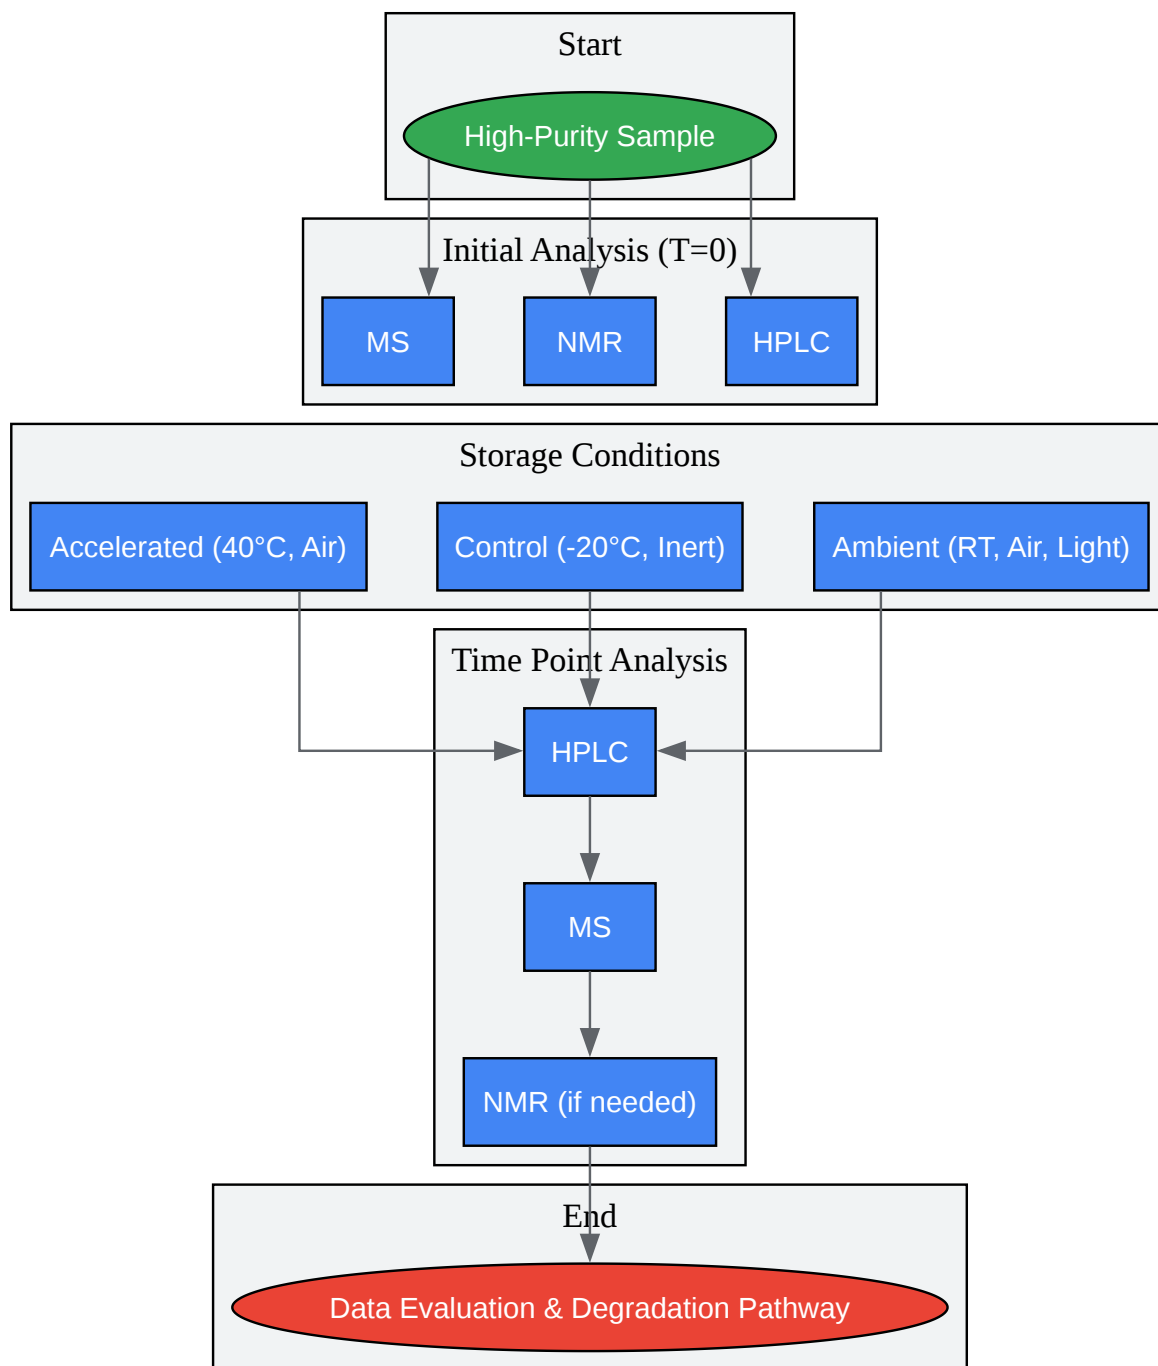 Start
High-Purity Sample
Initial Analysis (T=0)
MS
NMR
HPLC
Storage Conditions
Accelerated (40°C, Air)
Control (-20°C, Inert)
Ambient (RT, Air, Light)
Time Point Analysis
HPLC
MS
NMR (if needed)
End
Data Evaluation & Degradation Pathway